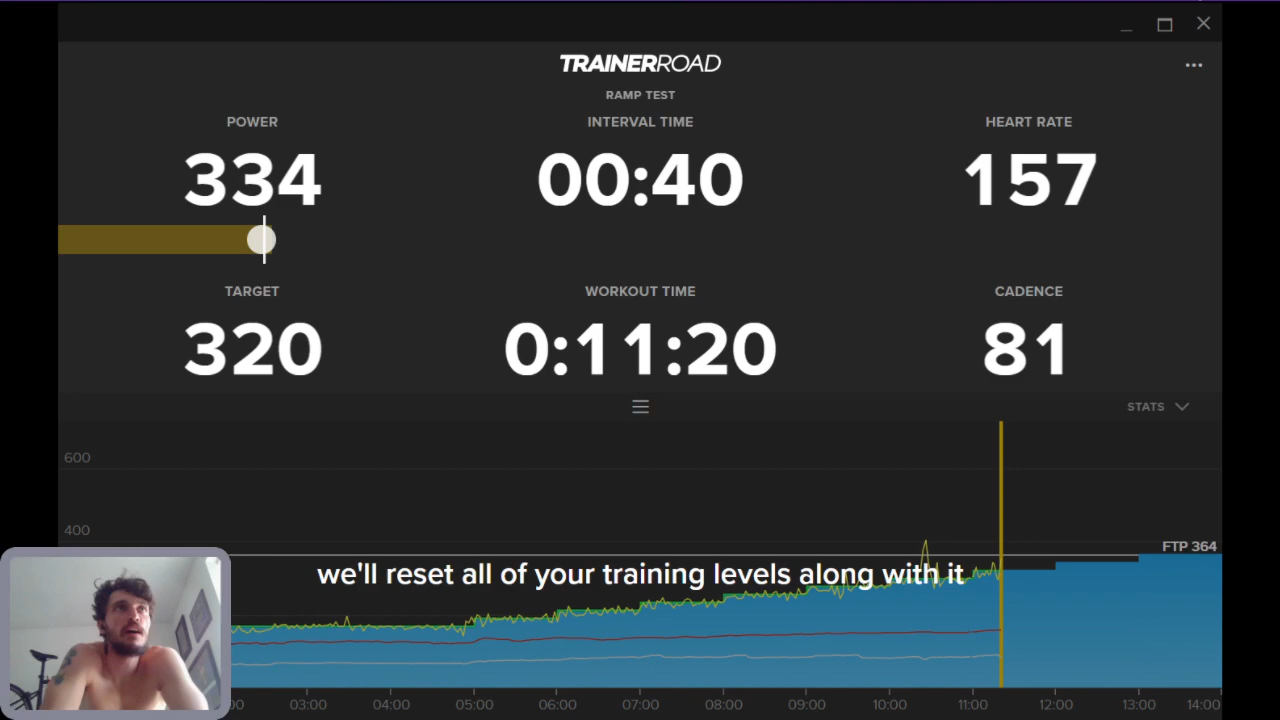 TRAINERROAD
RAMP TEST
POWER INTERVAL TIME HEART RATE
334 00:40 157
TARGET WORKOUT TIME CADENCE
320 0:11:20 81
STATS
600
400
FTP 364
we'll reset all of your training levels along with it
00 03:00 04:00 05:00 06:00 07:00 08:00 09:00 10:00 11:00 12:00 13:00 14:00